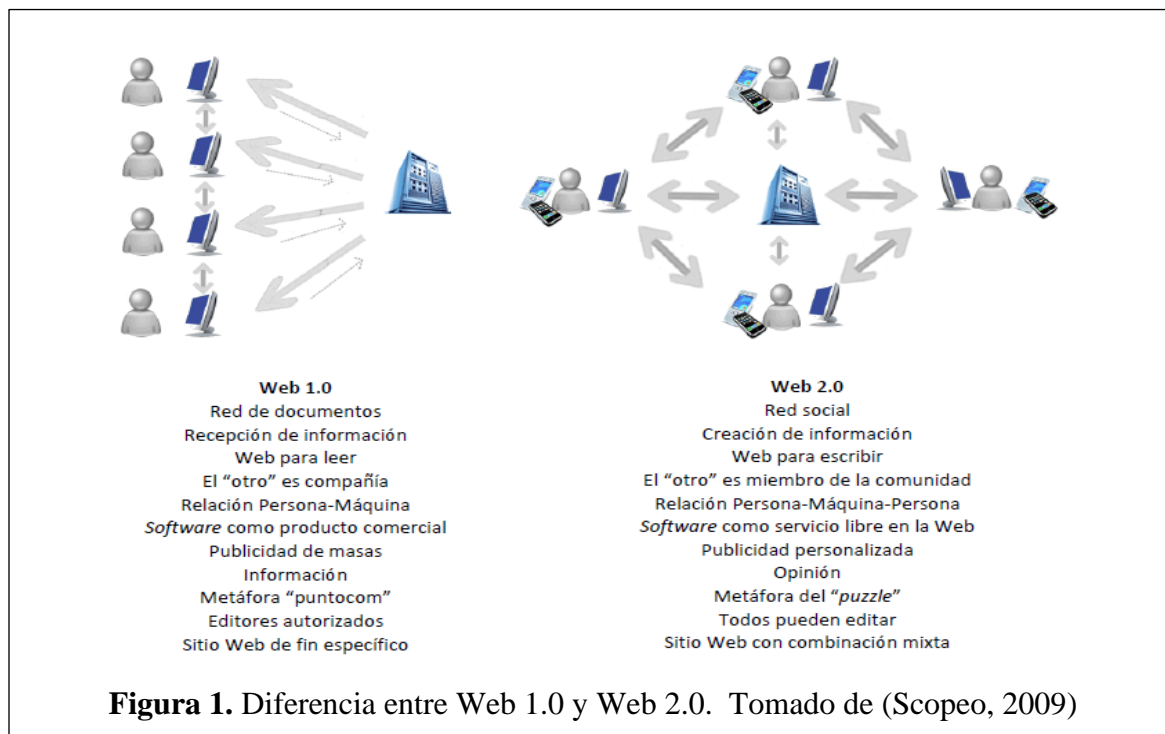 Web 1.0
Red de documentos
Recepción de información
Web para leer
El “otro” es compañía
Relación Persona-Máquina
Software como producto comercial
Publicidad de masas
Información
Metáfora “puntocom”
Editores autorizados
Sitio Web de fin específico
Web 2.0
Red social
Creación de información
Web para escribir
El “otro” es miembro de la comunidad
Relación Persona-Máquina-Persona
Software como servicio libre en la Web
Publicidad personalizada
Opinión
Metáfora del “puzzle”
Todos pueden editar
Sitio Web con combinación mixta
Figura 1. Diferencia entre Web 1.0 y Web 2.0. Tomado de (Scopeo, 2009)